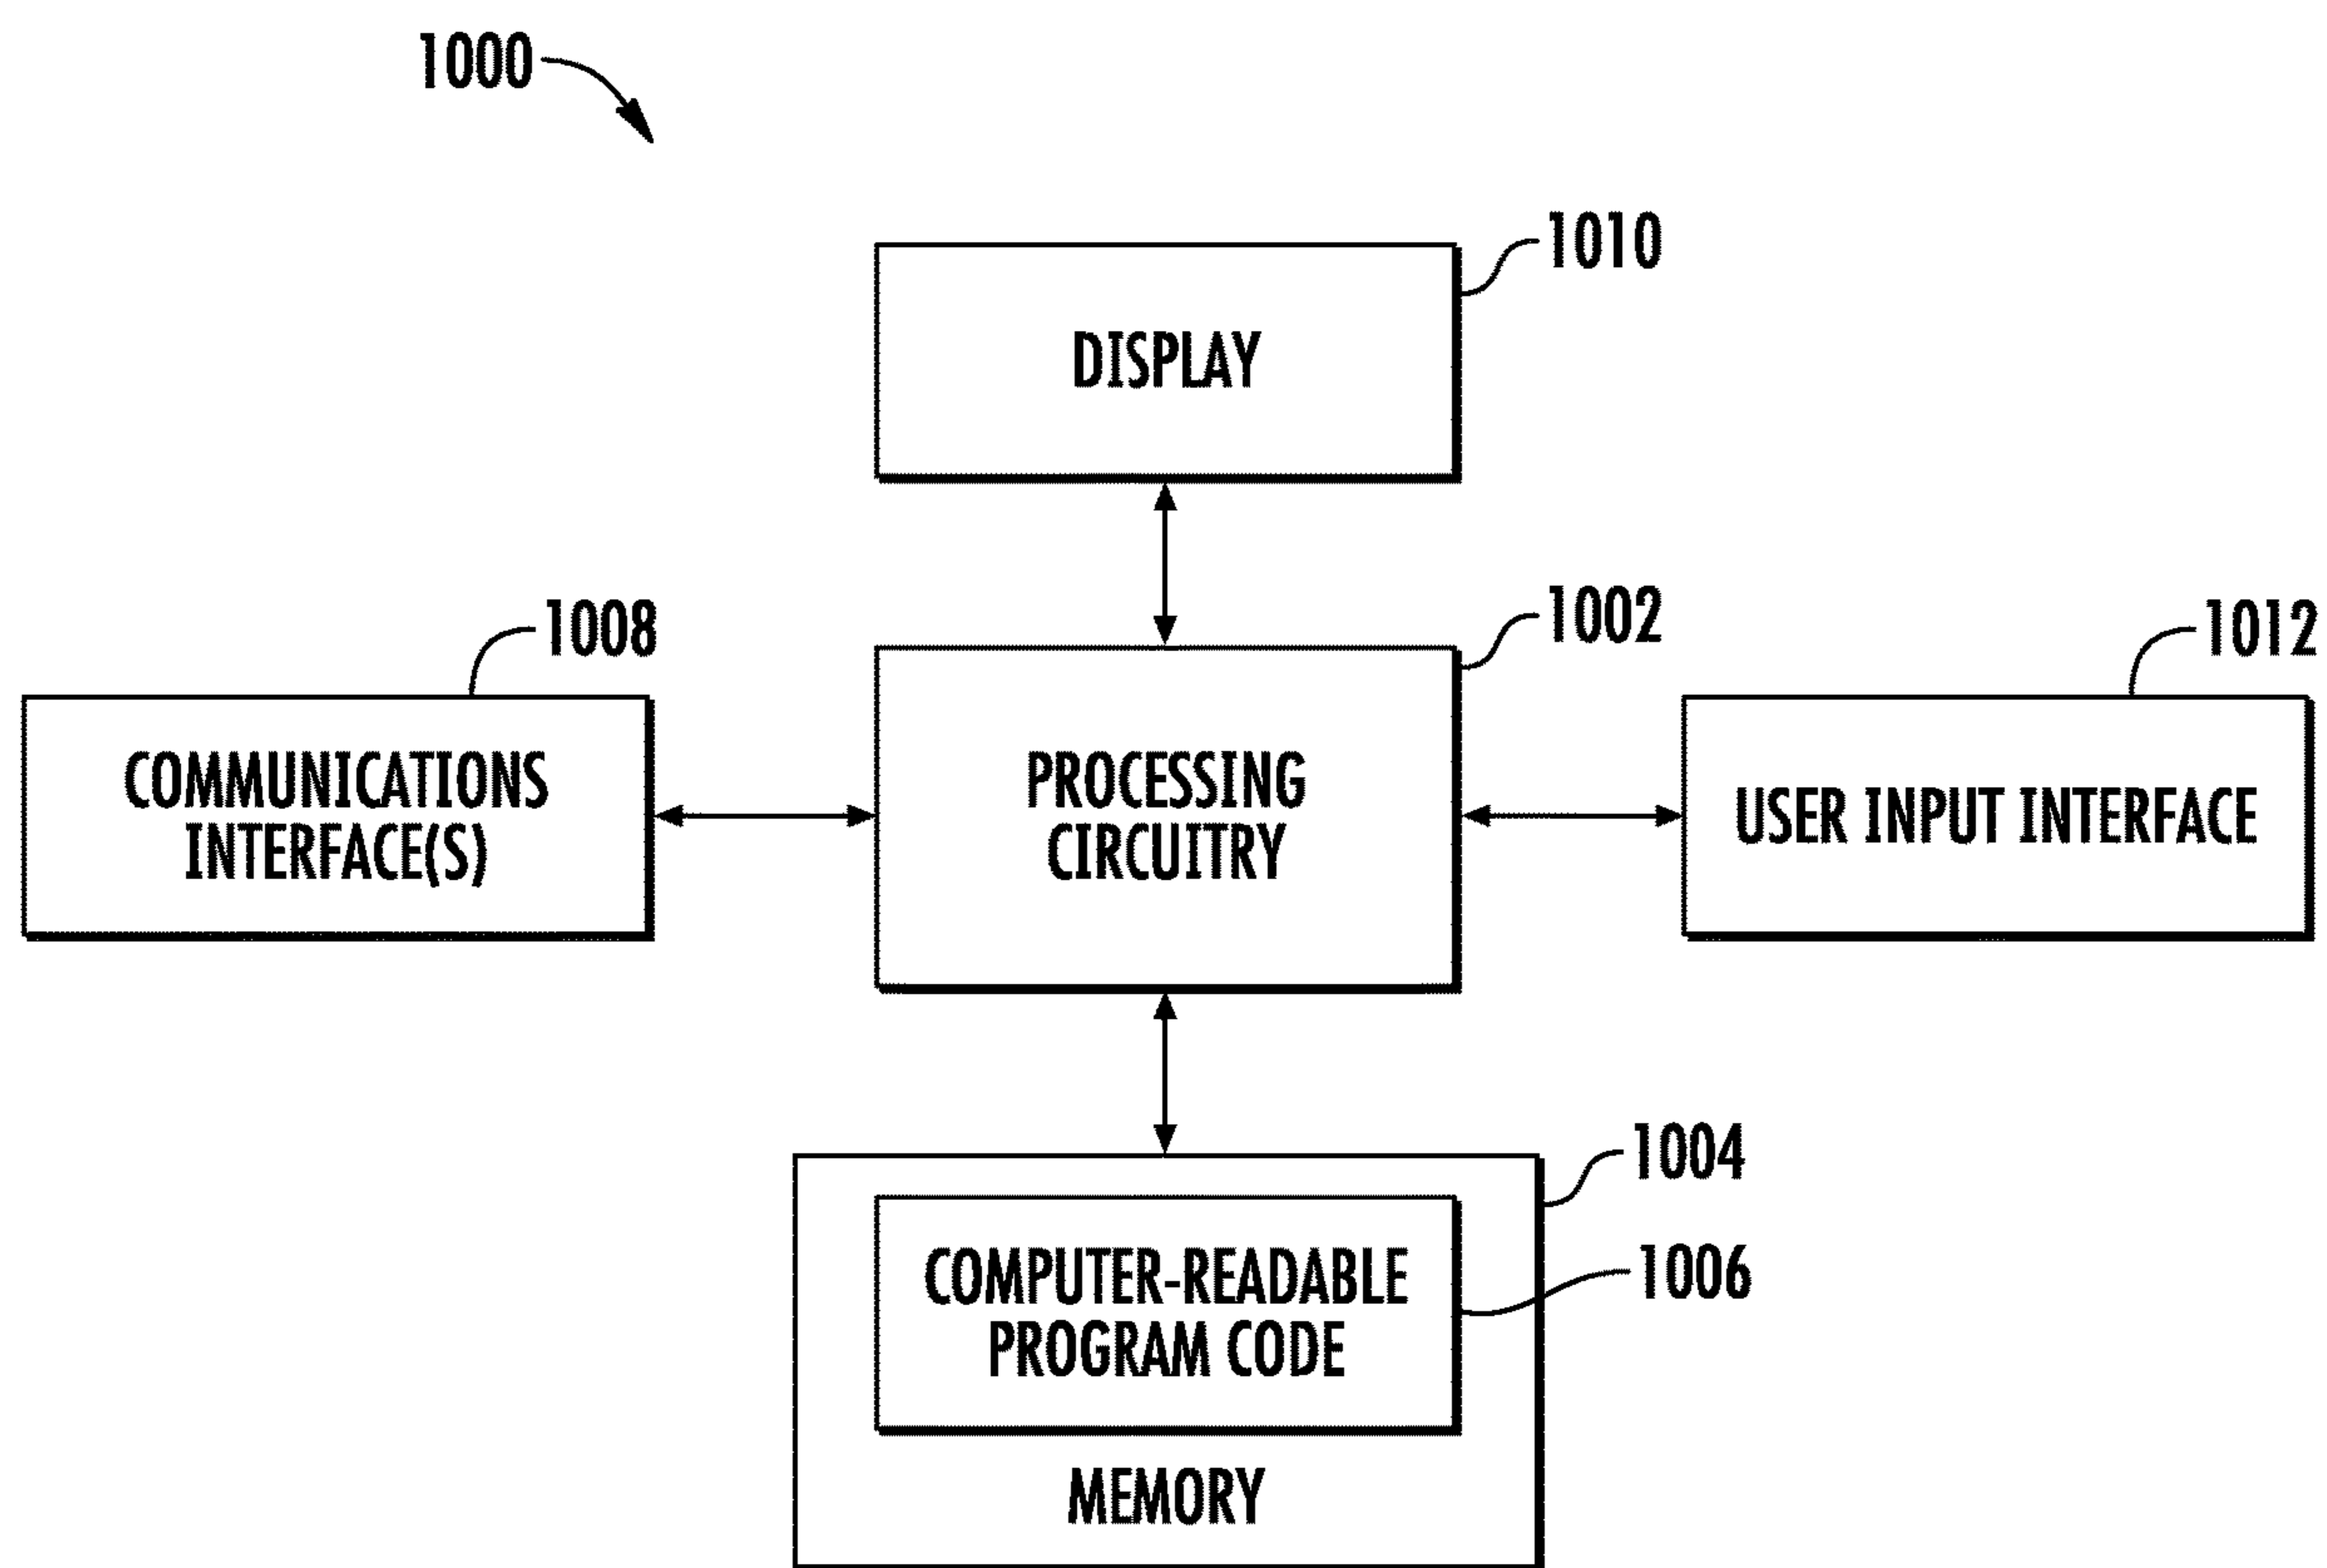 1000
1010
DISPLAY
1008
1002
1012
COMMUNICATIONS
INTERFACE(S)
PROCESSING
CIRCUITRY
USER INPUT INTERFACE
1004
1006
COMPUTER-READABLE
PROGRAM CODE
MEMORY